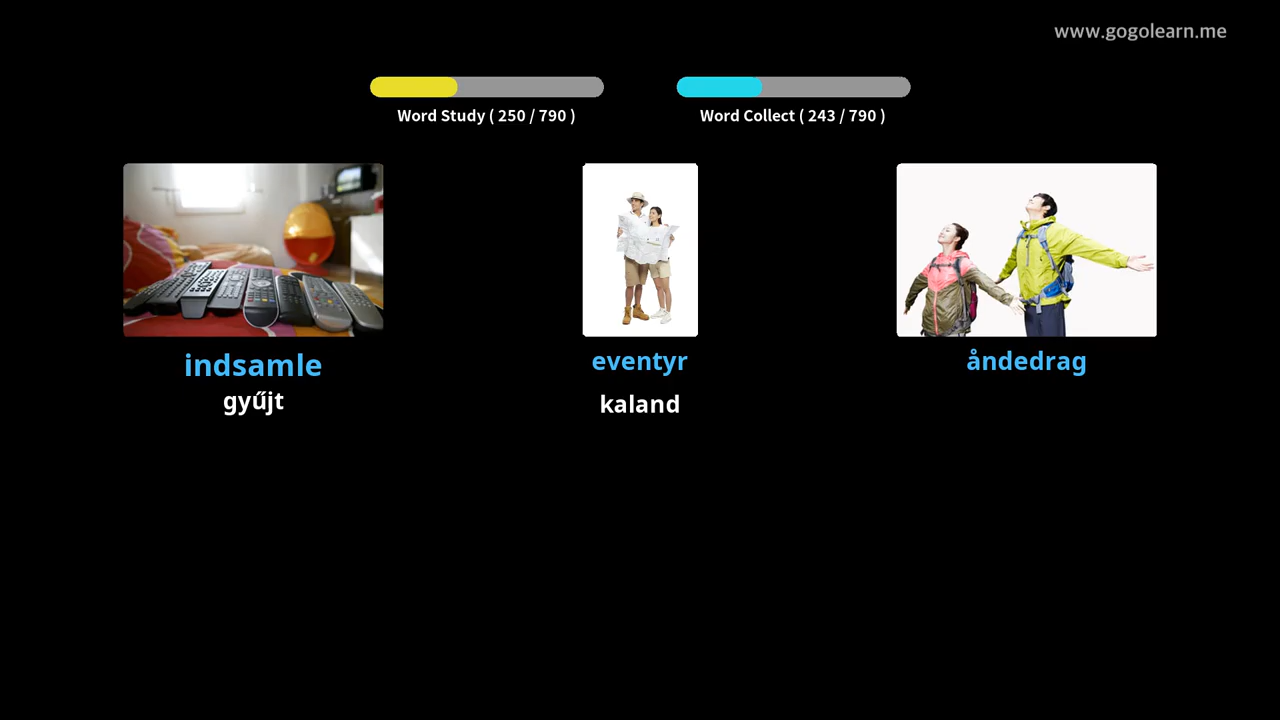 www.gogolearn.me
Word Study ( 250 / 790 )
Word Collect ( 243 / 790 )
indsamle
gyűjt
eventyr
kaland
åndedrag